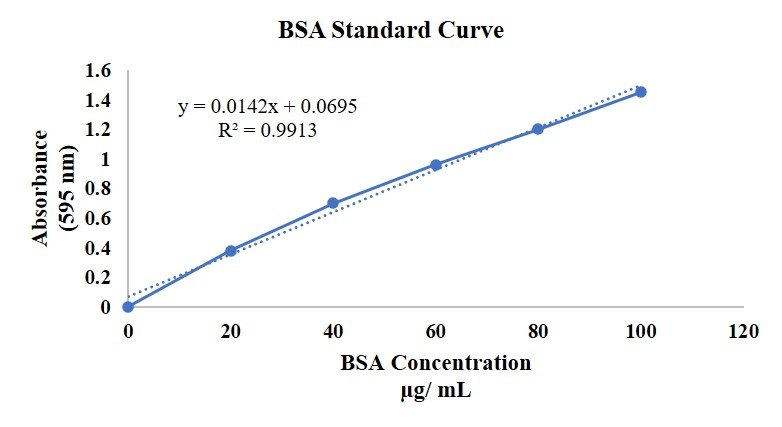 BSA Standard Curve
y = 0.0142x + 0.0695
R² = 0.9913
Absorbance
(595 nm)
1.6
1.4
1.2
1
0.8
0.6
0.4
0.2
0
0 20 40 60 80 100 120
BSA Concentration
µg/ mL